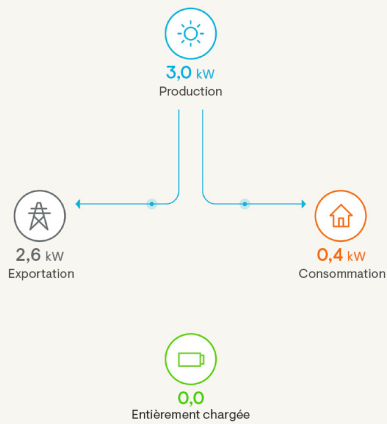 3,0 kW
Production
2,6 kW
Exportation
0,4 kW
Consommation
0,0
Entièrement chargée